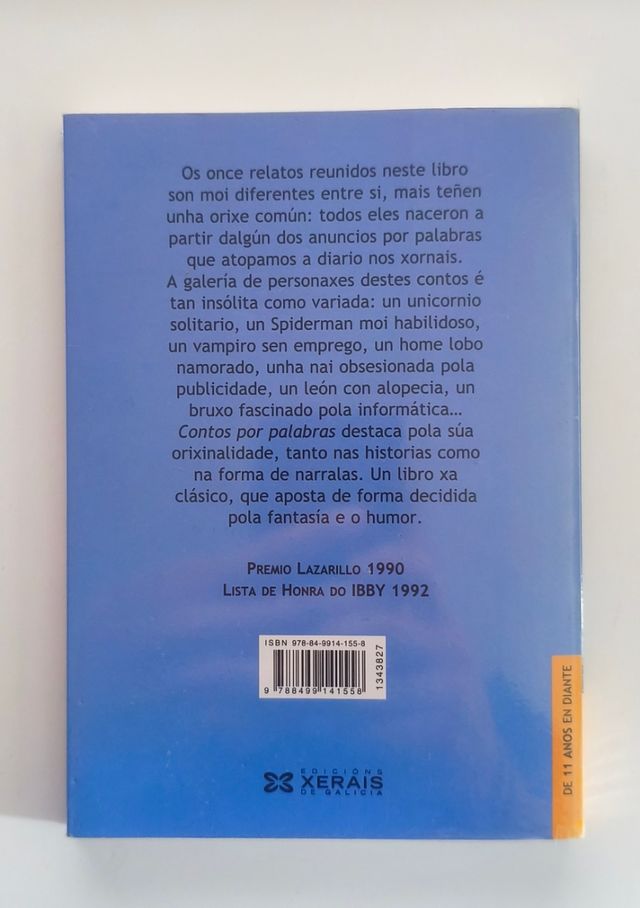 Os once relatos reunidos neste libro
son moi diferentes entre si, mais teñen
unha orixe común: todos eles naceron a
partir dalgún dos anuncios por palabras
que atopamos a diario nos xornais.
A galería de personaxes destes contos é
tan insólita como variada: un unicornio
solitario, un Spiderman moi habilidoso,
un vampiro sen emprego, un home lobo
namorado, unha nai obsesionada pola
publicidade, un león con alopecia, un
bruxo fascinado pola informática...
Contos por palabras destaca pola súa
orixinalidade, tanto nas historias como
na forma de narralas. Un libro xa
clásico, que aposta de forma decidida
pola fantasía e o humor.
Premio Lazarillo 1990
Lista de Honra do IBBY 1992
ISBN 978-84-9914-155-8
9 788499 141558
1343827
EDICIÓNS
XERAIS
DE GALICIA
DE 11 ANOS EN DIANTE